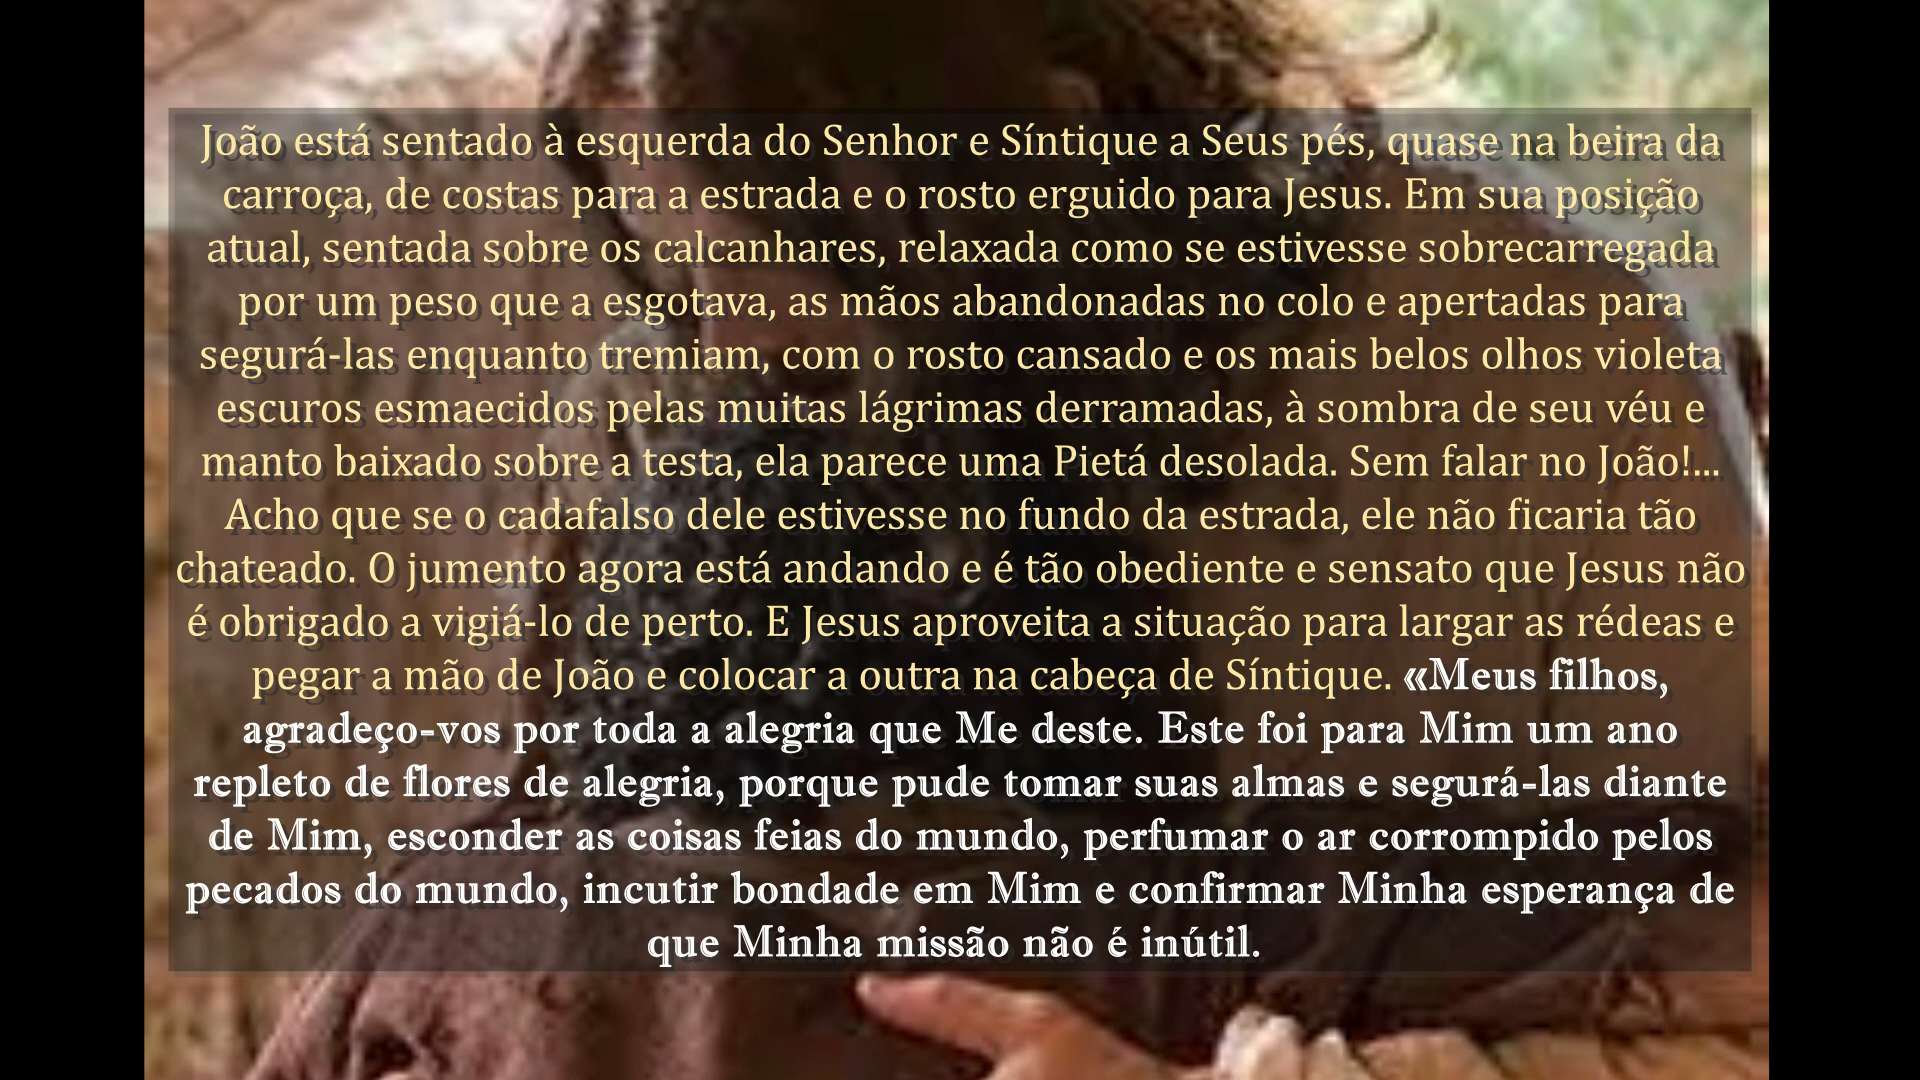 João está sentado à esquerda do Senhor e Síntique a Seus pés, quase na beira da
carroça, de costas para a estrada e o rosto erguido para Jesus. Em sua posição
atual, sentada sobre os calcanhares, relaxada como se estivesse sobrecarregada
por um peso que a esgotava, as mãos abandonadas no colo e apertadas para
segurá-las enquanto tremiam, com o rosto cansado e os mais belos olhos violeta
escuros esmaecidos pelas muitas lágrimas derramadas, à sombra de seu véu e
manto baixado sobre a testa, ela parece uma Pietá desolada. Sem falar no João!...
Acho que se o cadafalso dele estivesse no fundo da estrada, ele não ficaria tão
chateado. O jumento agora está andando e é tão obediente e sensato que Jesus não
é obrigado a vigiá-lo de perto. E Jesus aproveita a situação para largar as rédeas e
pegar a mão de João e colocar a outra na cabeça de Síntique. «Meus filhos,
agradeço-vos por toda a alegria que Me deste. Este foi para Mim um ano
repleto de flores de alegria, porque pude tomar suas almas e segurá-las diante
de Mim, esconder as coisas feias do mundo, perfumar o ar corrompido pelos
pecados do mundo, incutir bondade em Mim e confirmar Minha esperança de
que Minha missão não é inútil.